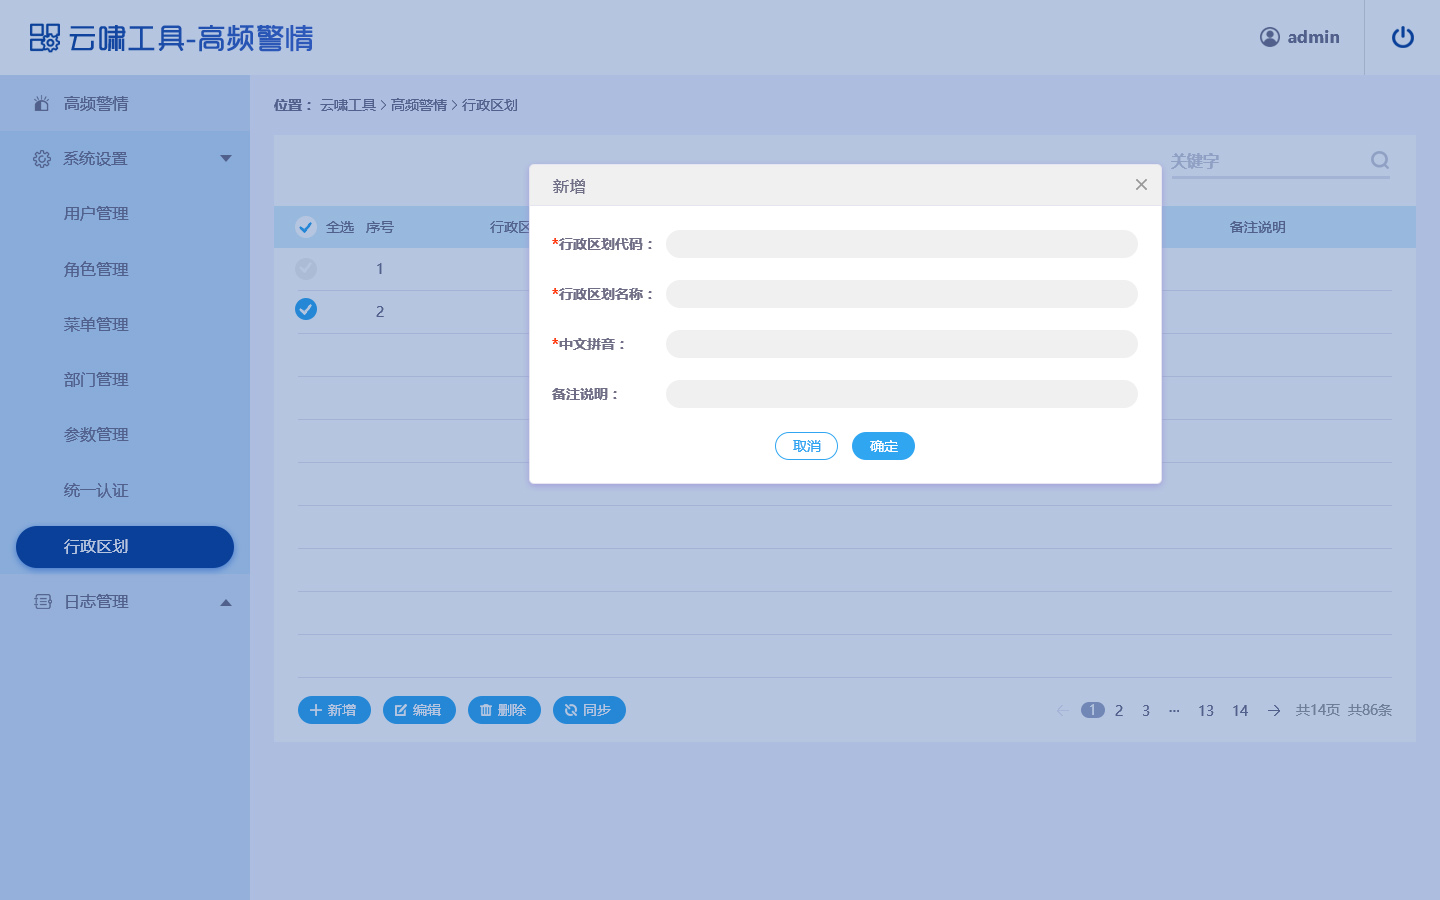 云啸工具-高频警情
admin
高频警情
系统设置
用户管理
角色管理
菜单管理
部门管理
参数管理
统一认证
行政区划
日志管理
位置： 云啸工具 > 高频警情 > 行政区划
关键字
全选 序号 行政区 备注说明
1
2
新增
*行政区划代码：
*行政区划名称：
*中文拼音：
备注说明：
取消 确定
新增 编辑 删除 同步
1 2 3 ··· 13 14 共14页 共86条